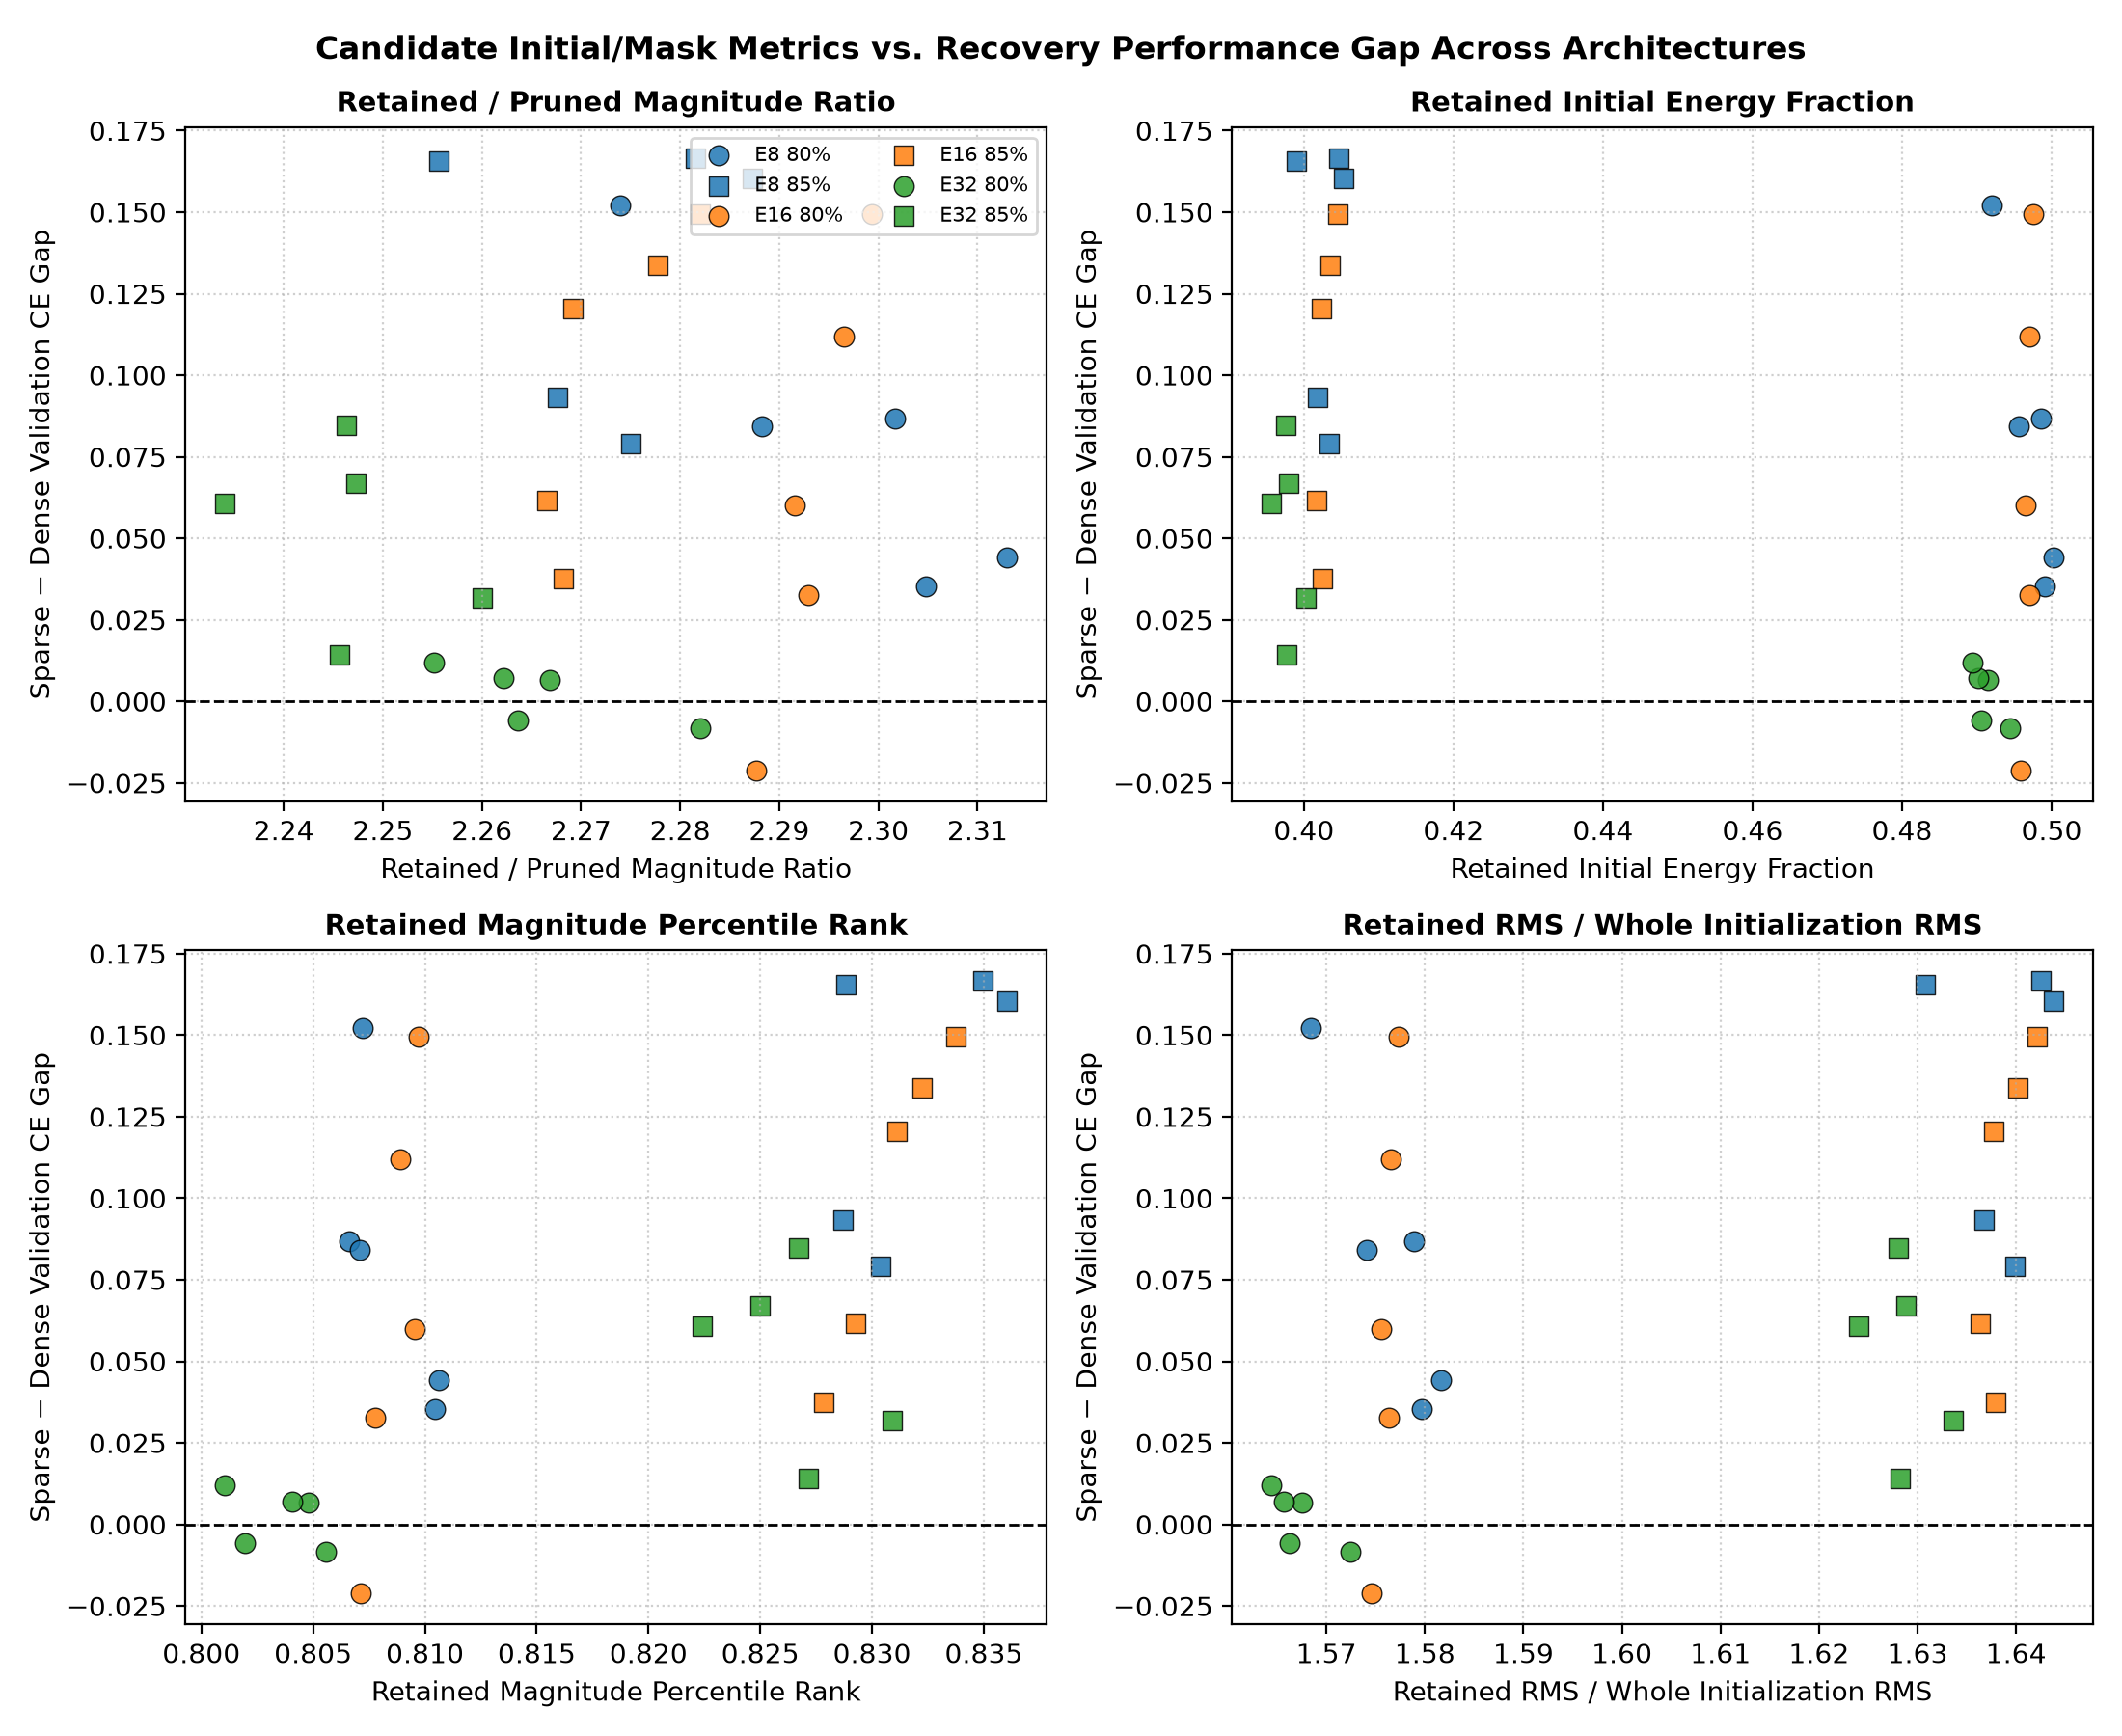 Candidate Initial/Mask Metrics vs. Recovery Performance Gap Across Architectures
Retained / Pruned Magnitude Ratio
Sparse − Dense Validation CE Gap
0.175
0.150
0.125
0.100
0.075
0.050
0.025
0.000
−0.025
E8 80%
E8 85%
E16 80%
E16 85%
E32 80%
E32 85%
2.24 2.25 2.26 2.27 2.28 2.29 2.30 2.31
Retained / Pruned Magnitude Ratio
Retained Initial Energy Fraction
Sparse − Dense Validation CE Gap
0.175
0.150
0.125
0.100
0.075
0.050
0.025
0.000
−0.025
0.40 0.42 0.44 0.46 0.48 0.50
Retained Initial Energy Fraction
Retained Magnitude Percentile Rank
Sparse − Dense Validation CE Gap
0.175
0.150
0.125
0.100
0.075
0.050
0.025
0.000
−0.025
0.800 0.805 0.810 0.815 0.820 0.825 0.830 0.835
Retained Magnitude Percentile Rank
Retained RMS / Whole Initialization RMS
Sparse − Dense Validation CE Gap
0.175
0.150
0.125
0.100
0.075
0.050
0.025
0.000
−0.025
1.57 1.58 1.59 1.60 1.61 1.62 1.63 1.64
Retained RMS / Whole Initialization RMS